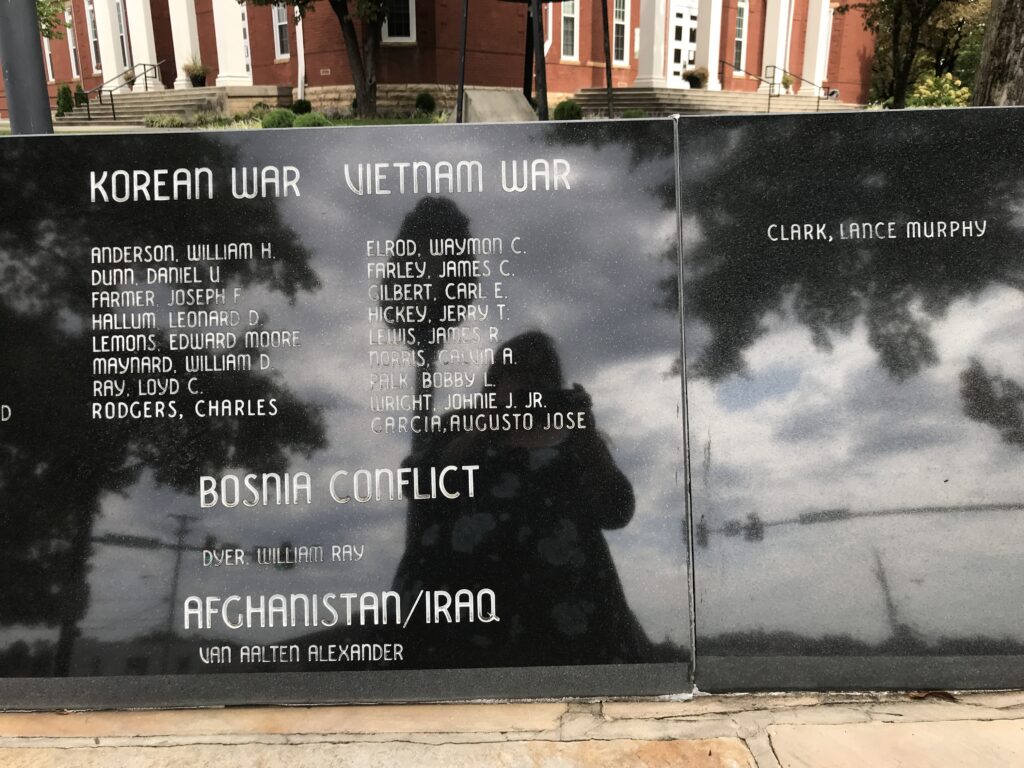 KOREAN WAR
ANDERSON, WILLIAM H.
DUNN, DANIEL U
FARMER, JOSEPH F.
HALLUM, LEONARD D.
LEMONS, EDWARD MOORE
MAYNARD, WILLIAM D.
RAY, LOYD C.
RODGERS, CHARLES
VIETNAM WAR
ELROD, WAYMON C.
FARLEY, JAMES C.
GILBERT, CARL E.
HICKEY, JERRY T.
LEWIS, JAMES R.
NORRIS, CALVIN A.
PALK, BOBBY L.
WRIGHT, JOHNIE J. JR.
GARCIA, AUGUSTO JOSE
BOSNIA CONFLICT
DYER, WILLIAM RAY
AFGHANISTAN/IRAQ
VAN AALTEN ALEXANDER
CLARK, LANCE MURPHY
D